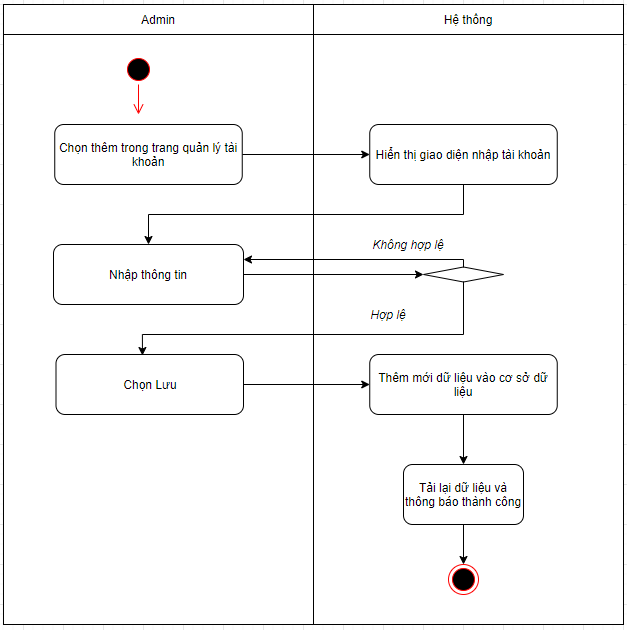 Admin
Hệ thống
Chọn thêm trong trang quản lý tài
khoản
Hiển thị giao diện nhập tài khoản
Không hợp lệ
Nhập thông tin
Hợp lệ
Chọn Lưu
Thêm mới dữ liệu vào cơ sở dữ
liệu
Tải lại dữ liệu và
thông báo thành công